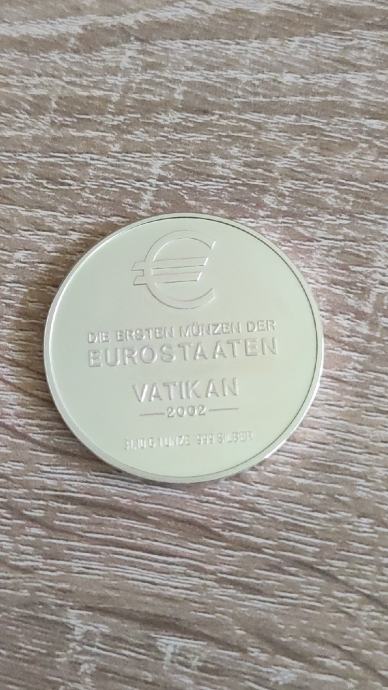 €
DIE ERSTEN MÜNZEN DER
EUROSTAATEN
VATIKAN
2002
UNZE 999 SILBER